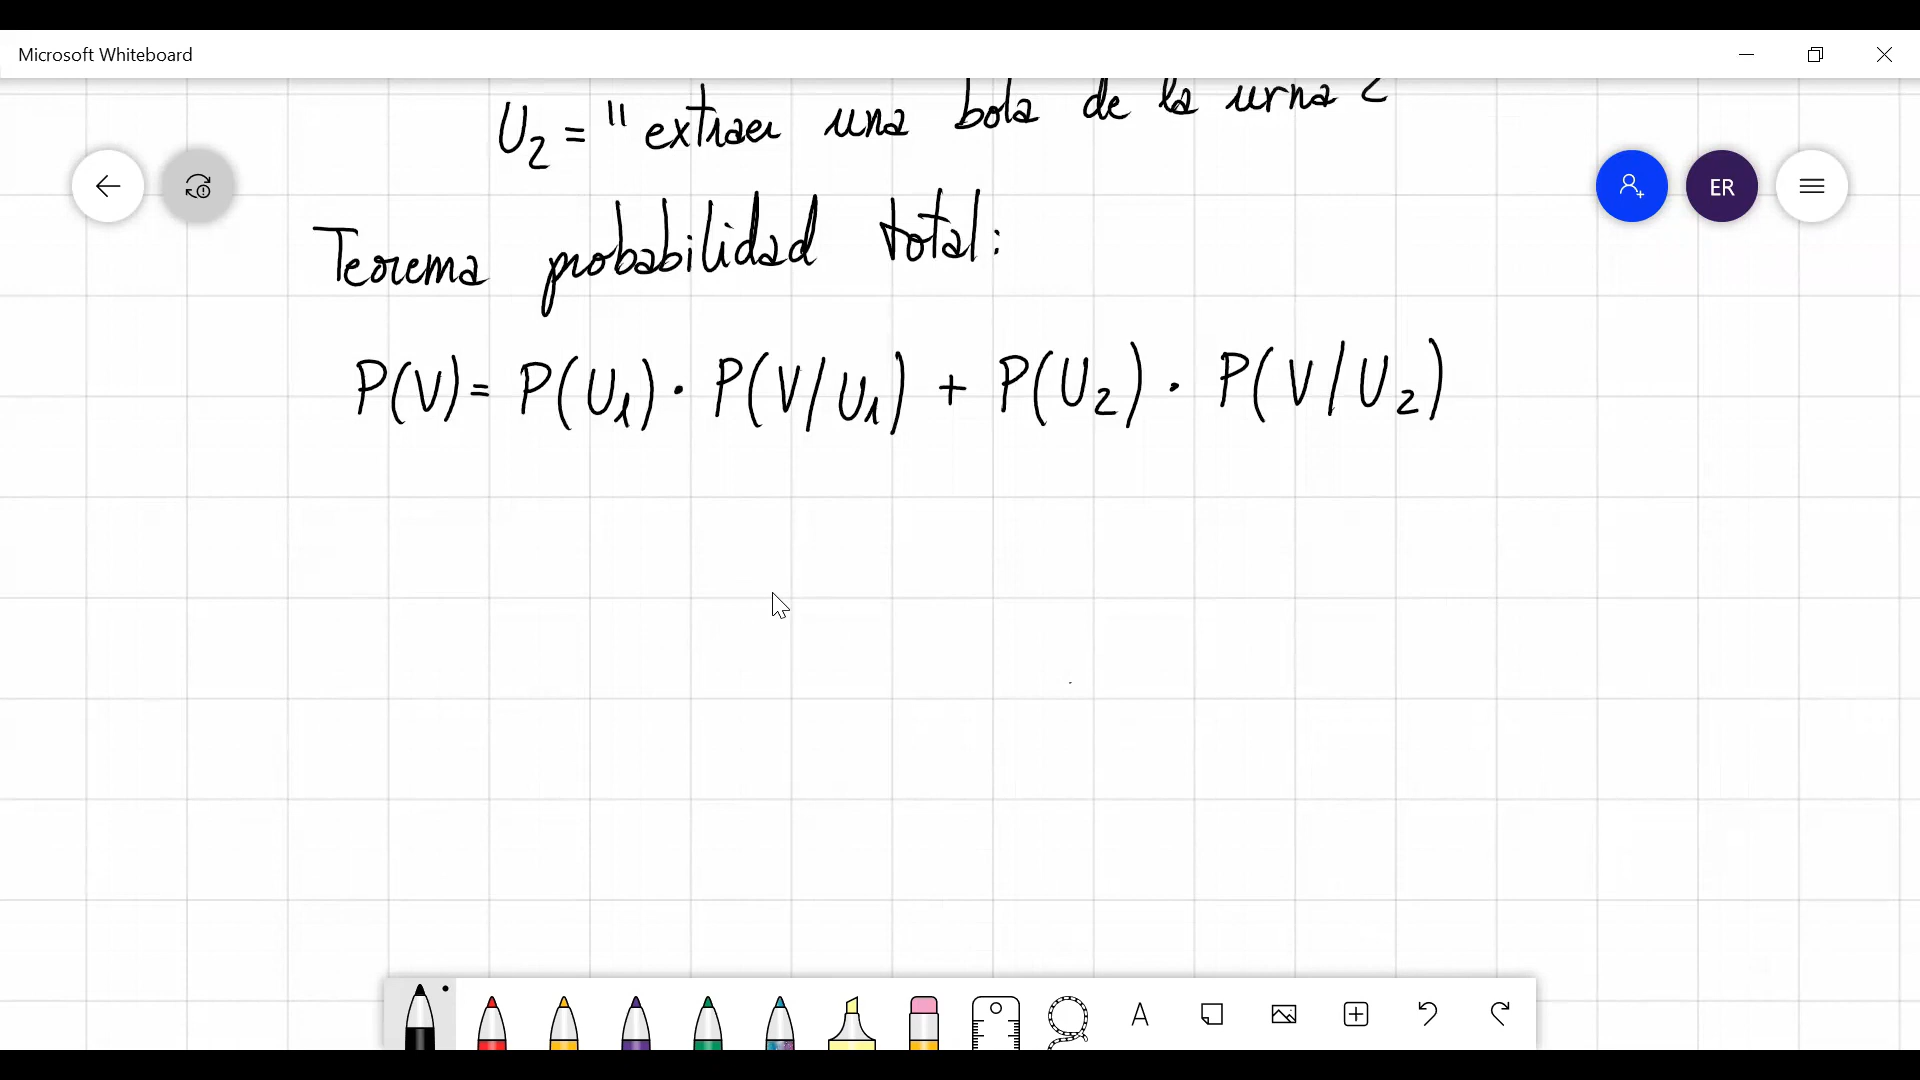 Microsoft Whiteboard
U₂ = "extraer una bola de la urna 2
ER
Teorema probabilidad total:
P(V) = P(U₁) · P(V/U₁) + P(U₂) · P(V/U₂)
A